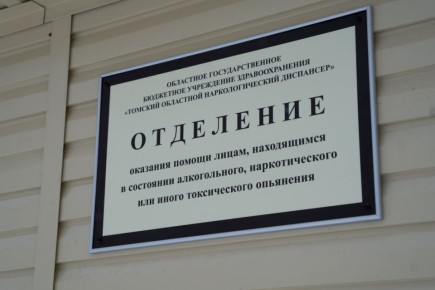 ОБЛАСТНОЕ ГОСУДАРСТВЕННОЕ
БЮДЖЕТНОЕ УЧРЕЖДЕНИЕ ЗДРАВООХРАНЕНИЯ
«ТОМСКИЙ ОБЛАСТНОЙ НАРКОЛОГИЧЕСКИЙ ДИСПАНСЕР»
ОТДЕЛЕНИЕ
оказания помощи лицам, находящимся
в состоянии алкогольного, наркотического
или иного токсического опьянения